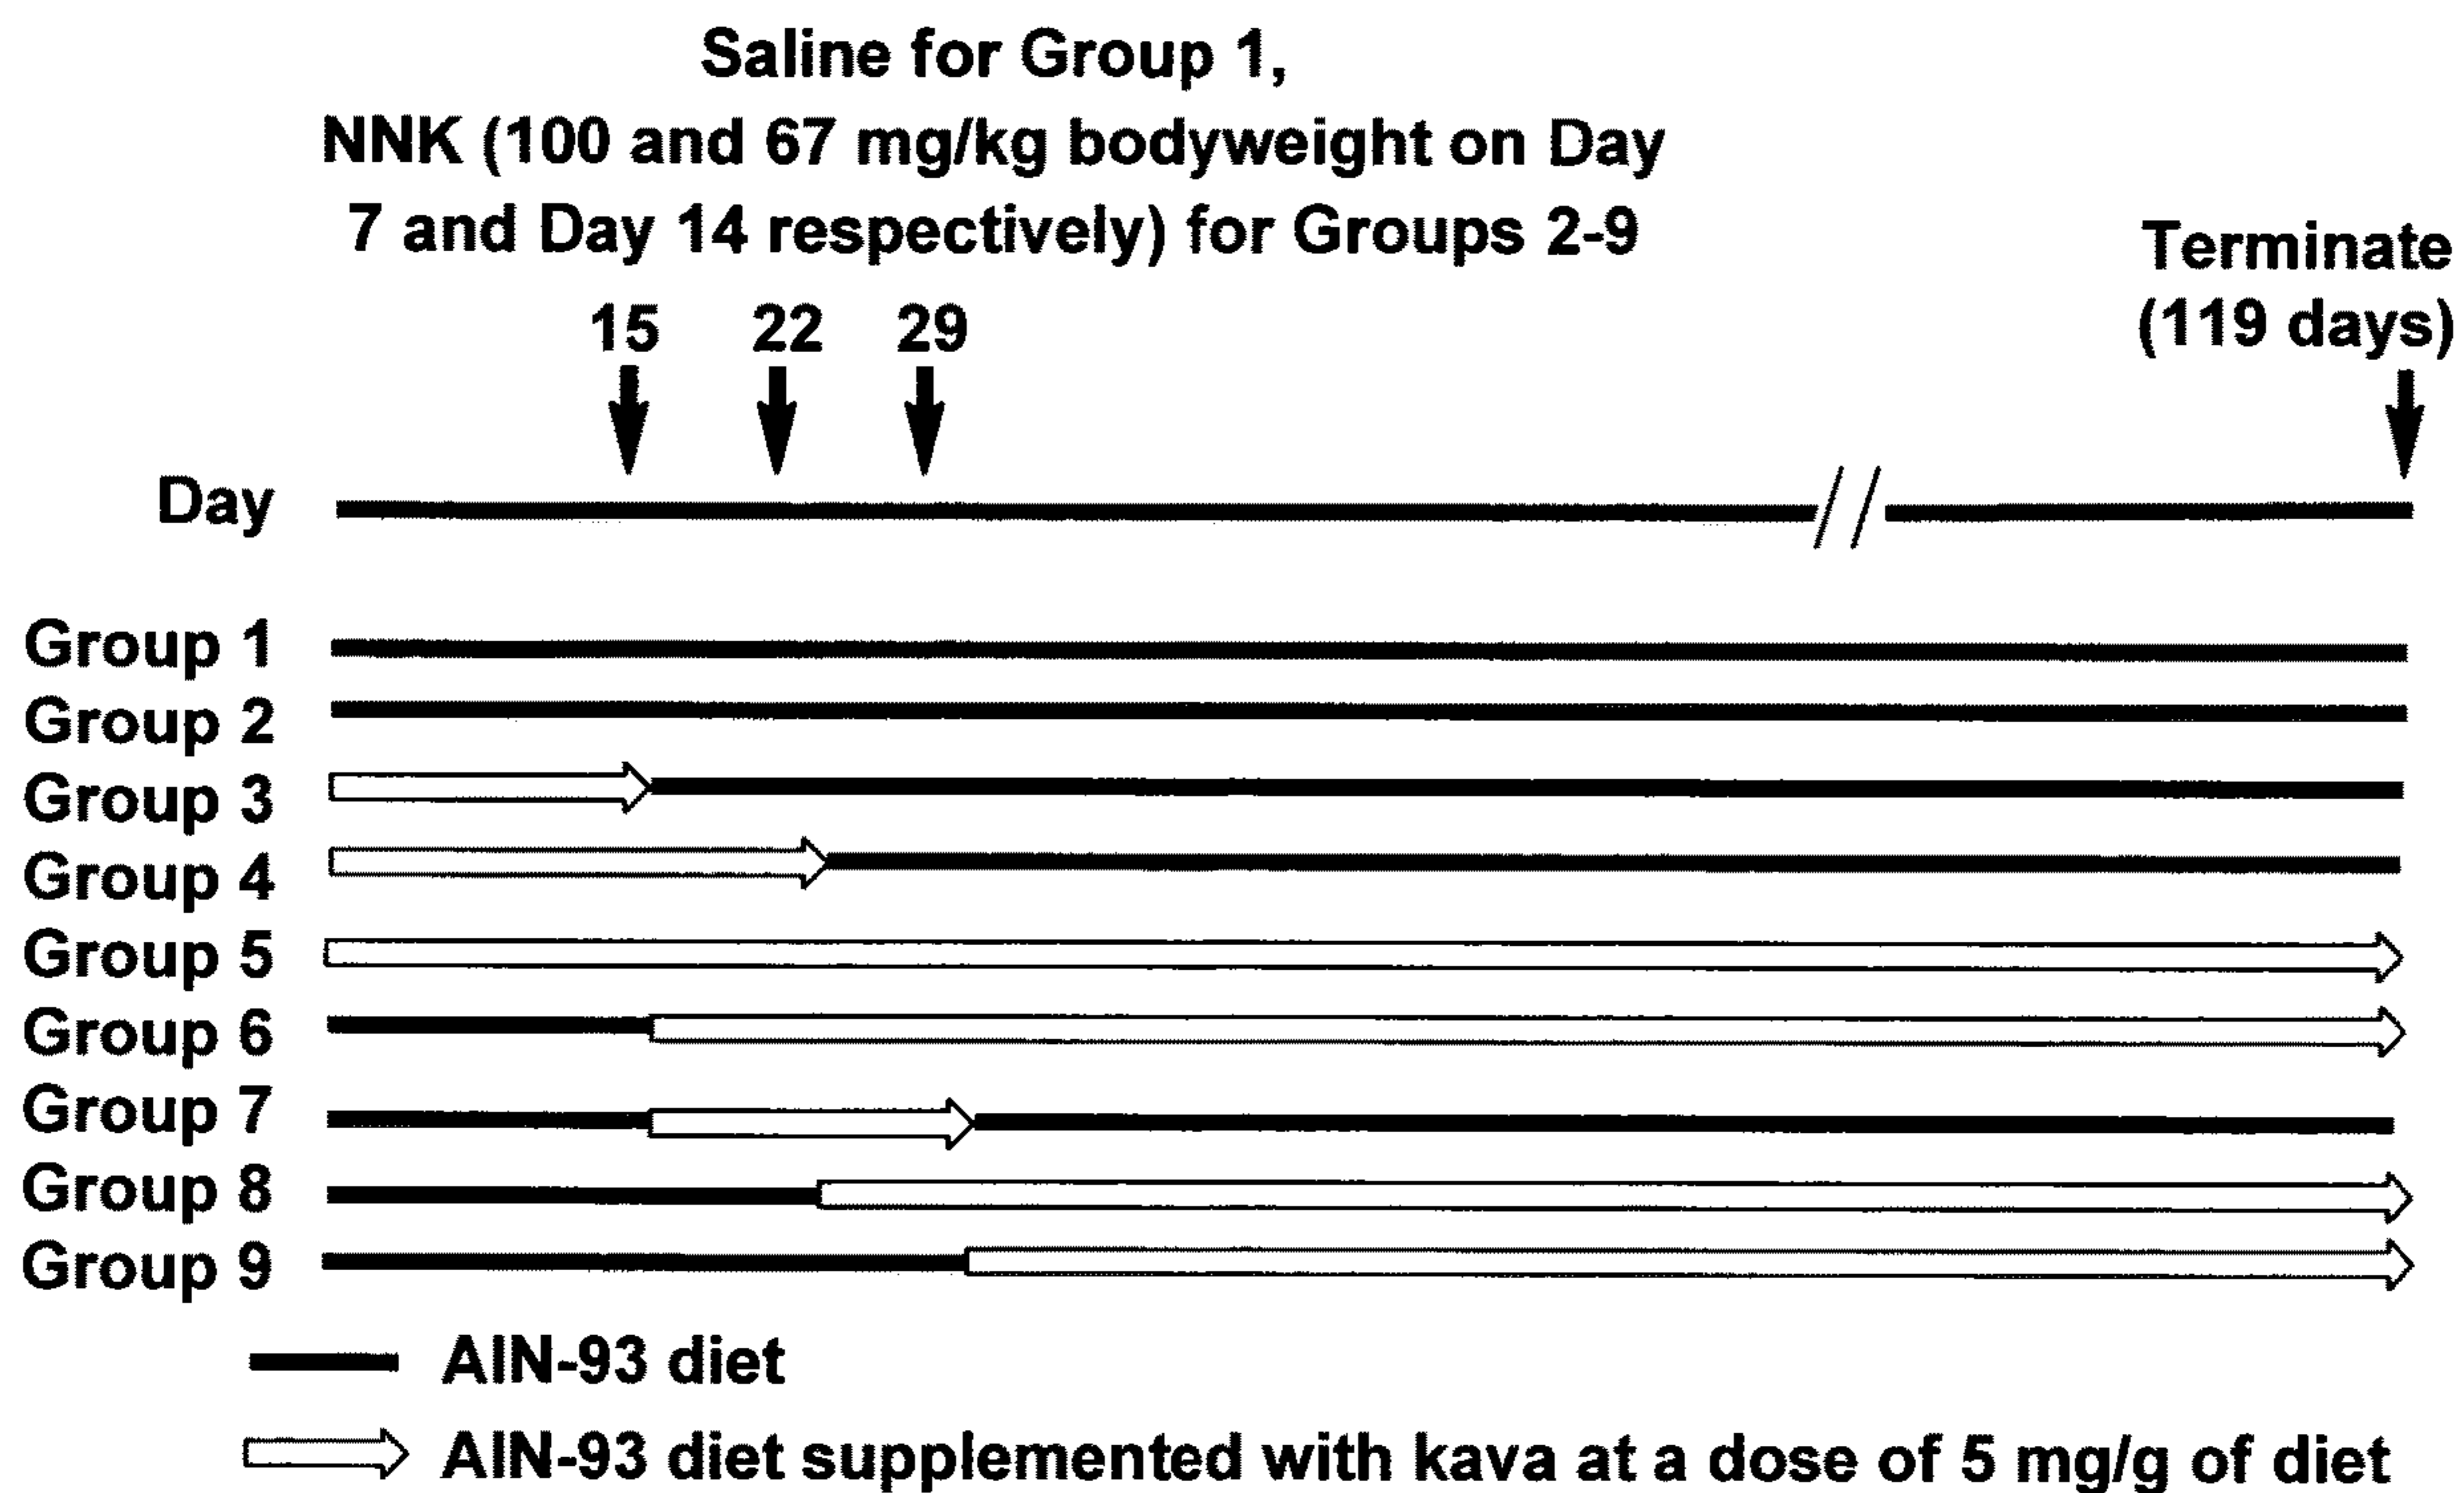 Saline for Group 1,
NNK (100 and 67 mg/kg bodyweight on Day
7 and Day 14 respectively) for Groups 2-9
Terminate
(119 days)
15 22 29
Day
Group 1
Group 2
Group 3
Group 4
Group 5
Group 6
Group 7
Group 8
Group 9
AIN-93 diet
AIN-93 diet supplemented with kava at a dose of 5 mg/g of diet